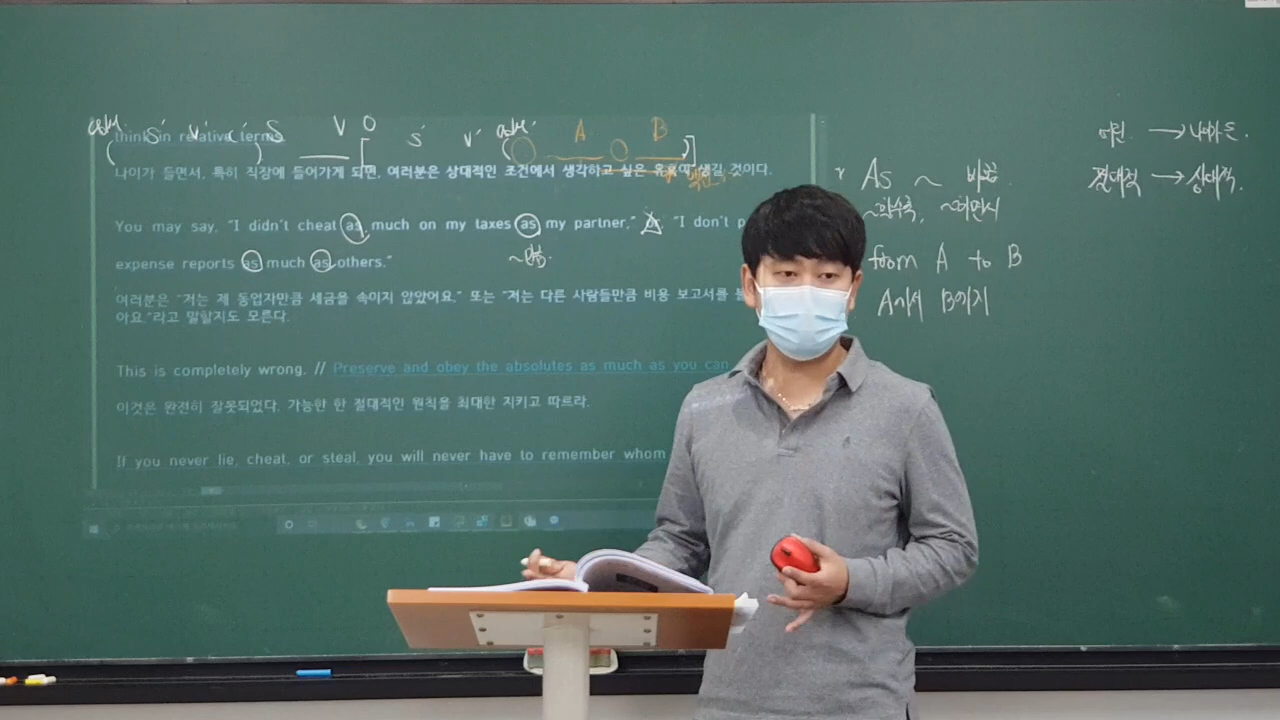 think in relative terms.
S' V' S V O S' V' A B
나이가 들면서, 특히 직장에 들어가게 되면, 여러분은 상대적인 조건에서 생각하고 싶은 유혹이 생길 것이다.
You may say, "I didn't cheat as much on my taxes as my partner," or "I don't p
expense reports as much as others."
~만큼
여러분은 "저는 제 동업자만큼 세금을 속이지 않았어요." 또는 "저는 다른 사람들만큼 비용 보고서를
아요."라고 말할지도 모른다.
This is completely wrong. // Preserve and obey the absolutes as much as you can
이것은 완전히 잘못되었다. 가능한 한 절대적인 원칙을 최대한 지키고 따르라.
If you never lie, cheat, or steal, you will never have to remember whom
As ~ 비교
~할수록, ~하면서
from A to B
A에서 B까지
어린 → 나이가 든
절대적 → 상대적